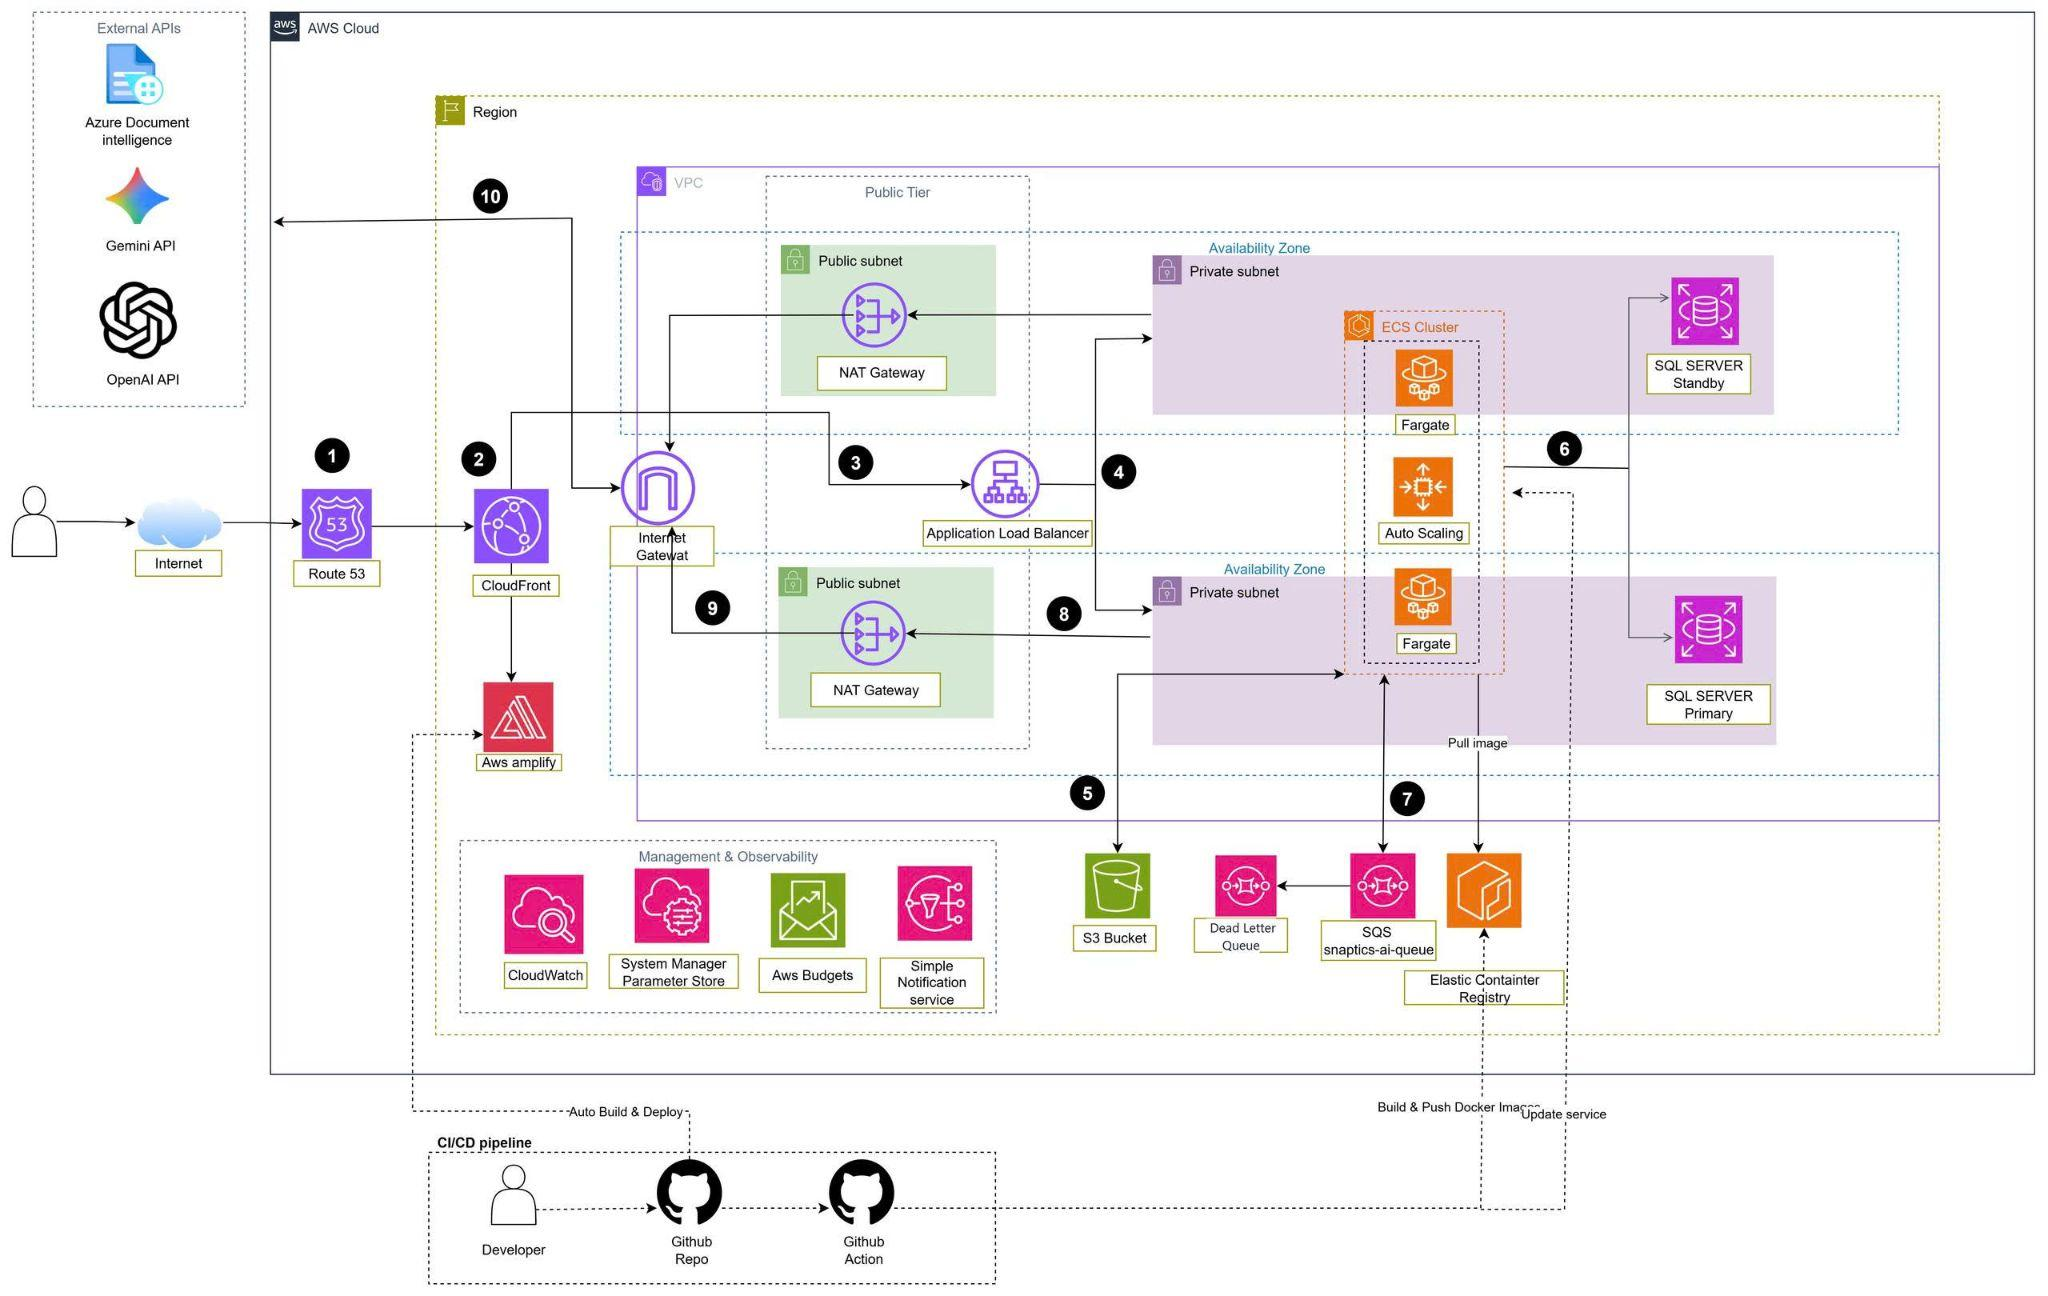 External APIs
Azure Document
intelligence
Gemini API
OpenAI API
aws
AWS Cloud
Region
VPC
Public Tier
10
Availability Zone
Public subnet
NAT Gateway
Private subnet
ECS Cluster
Fargate
Auto Scaling
Fargate
SQL SERVER
Standby
6
1
2
3
4
Internet
53
Route 53
CloudFront
Internet
Gatewat
Application Load Balancer
Availability Zone
Public subnet
NAT Gateway
9
8
Private subnet
SQL SERVER
Primary
Aws amplify
Pull image
5
7
Management & Observability
CloudWatch
System Manager
Parameter Store
Aws Budgets
Simple
Notification
service
S3 Bucket
Dead Letter
Queue
SQS
snaptics-ai-queue
Elastic Containter
Registry
Auto Build & Deploy
Build & Push Docker Images
Update service
CI/CD pipeline
Developer
Github
Repo
Github
Action